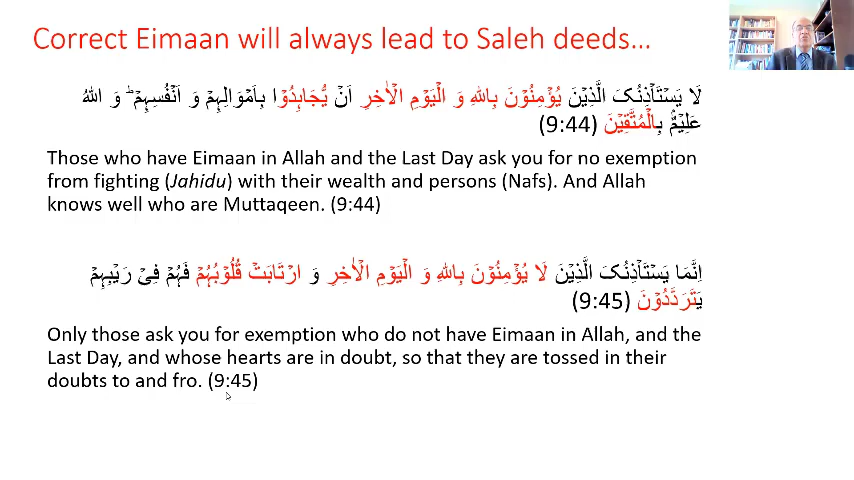 Correct Eimaan will always lead to Saleh deeds…
لَا یَسۡتَاۡذِنُکَ الَّذِیۡنَ یُؤۡمِنُوۡنَ بِاللّٰہِ وَ الۡیَوۡمِ الۡاٰخِرِ اَنۡ یُّجَاہِدُوۡا بِاَمۡوَالِہِمۡ وَ اَنۡفُسِہِمۡ ؕ وَ اللّٰہُ
عَلِیۡمٌۢ بِالۡمُتَّقِیۡنَ (9:44)
Those who have Eimaan in Allah and the Last Day ask you for no exemption
from fighting (Jahidu) with their wealth and persons (Nafs). And Allah
knows well who are Muttaqeen. (9:44)
اِنَّمَا یَسۡتَاۡذِنُکَ الَّذِیۡنَ لَا یُؤۡمِنُوۡنَ بِاللّٰہِ وَ الۡیَوۡمِ الۡاٰخِرِ وَ ارۡتَابَتۡ قُلُوۡبُہُمۡ فَہُمۡ فِیۡ رَیۡبِہِمۡ
یَتَرَدَّدُوۡنَ (9:45)
Only those ask you for exemption who do not have Eimaan in Allah, and the
Last Day, and whose hearts are in doubt, so that they are tossed in their
doubts to and fro. (9:45)